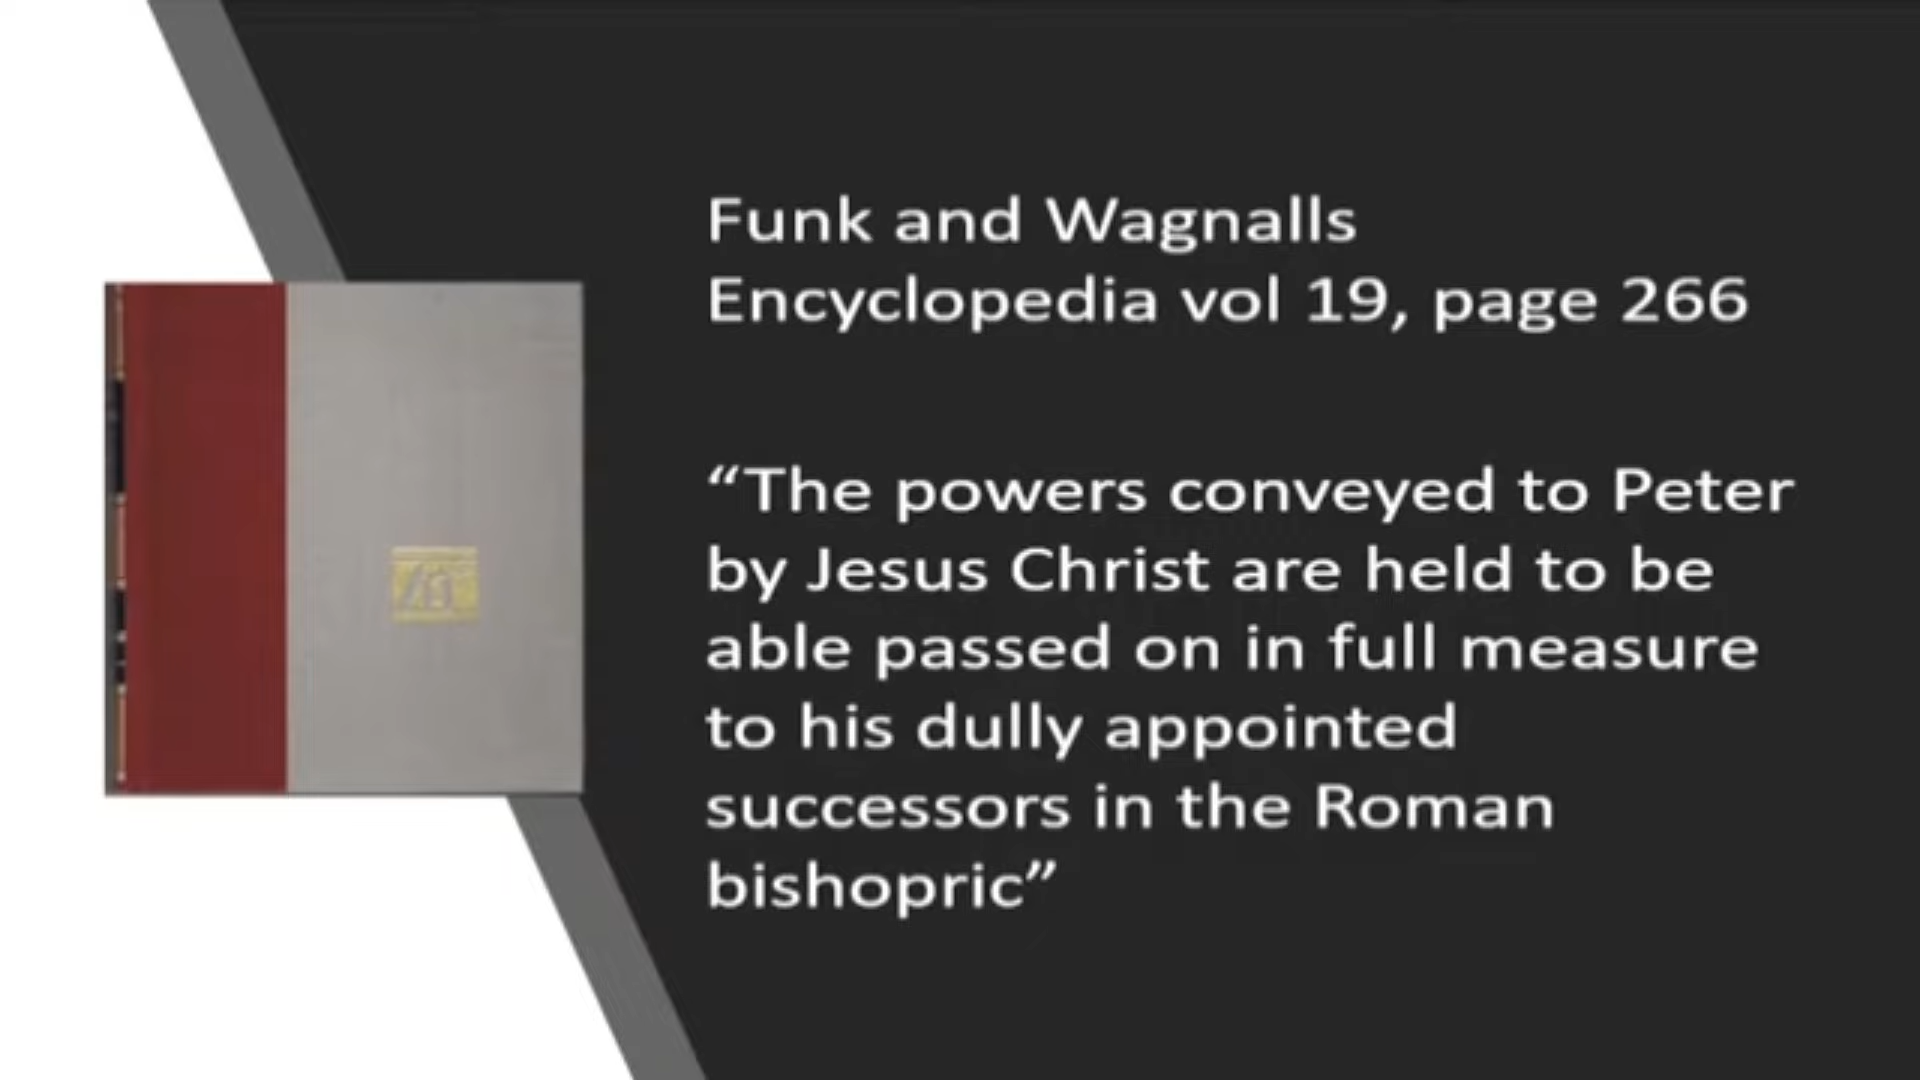 Funk and Wagnalls
Encyclopedia vol 19, page 266
“The powers conveyed to Peter
by Jesus Christ are held to be
able passed on in full measure
to his dully appointed
successors in the Roman
bishopric”